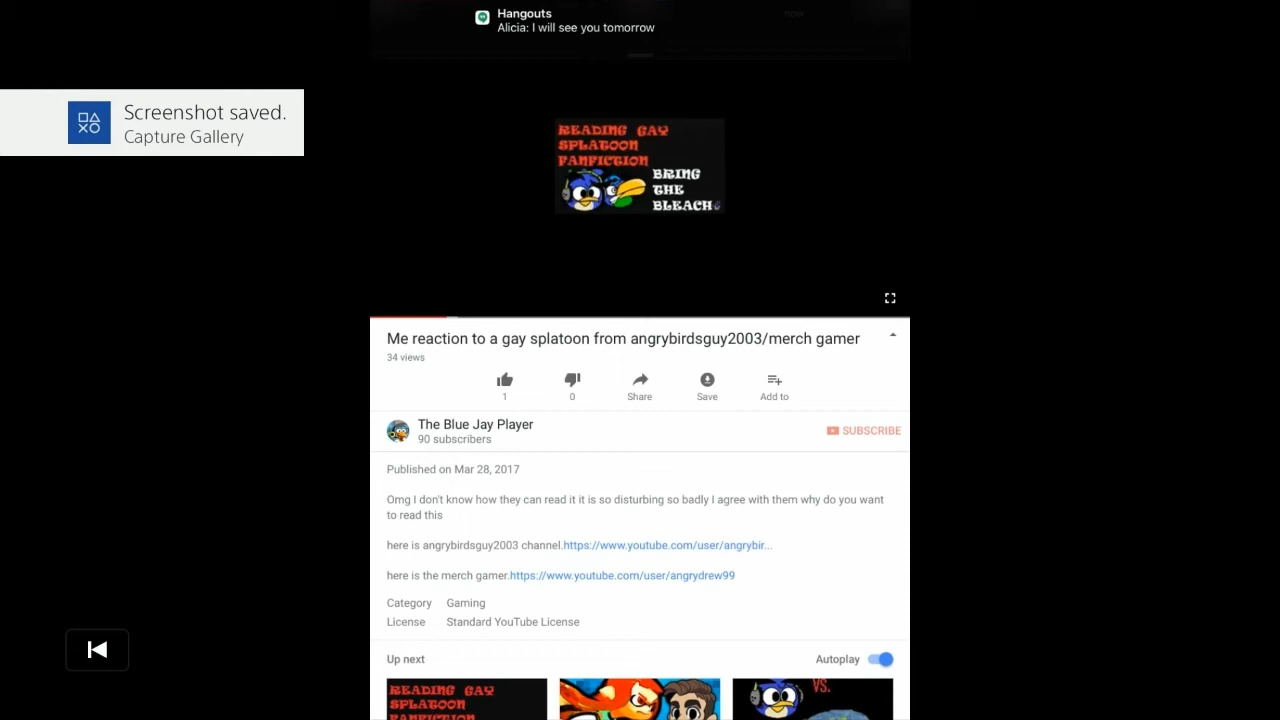 Hangouts
now
Alicia: I will see you tomorrow
Screenshot saved.
Capture Gallery
READING GAY
SPLATOON
FANFICTION
BRING
THE
BLEACH
Me reaction to a gay splatoon from angrybirdsguy2003/merch gamer
34 views
1
0
Share
Save
Add to
The Blue Jay Player
90 subscribers
SUBSCRIBE
Published on Mar 28, 2017
Omg I don't know how they can read it it is so disturbing so badly I agree with them why do you want
to read this
here is angrybirdsguy2003 channel.https://www.youtube.com/user/angrybir...
here is the merch gamer.https://www.youtube.com/user/angrydrew99
Category Gaming
License Standard YouTube License
Up next
Autoplay
READING GAY
SPLATOON
FANFICTION
VS.